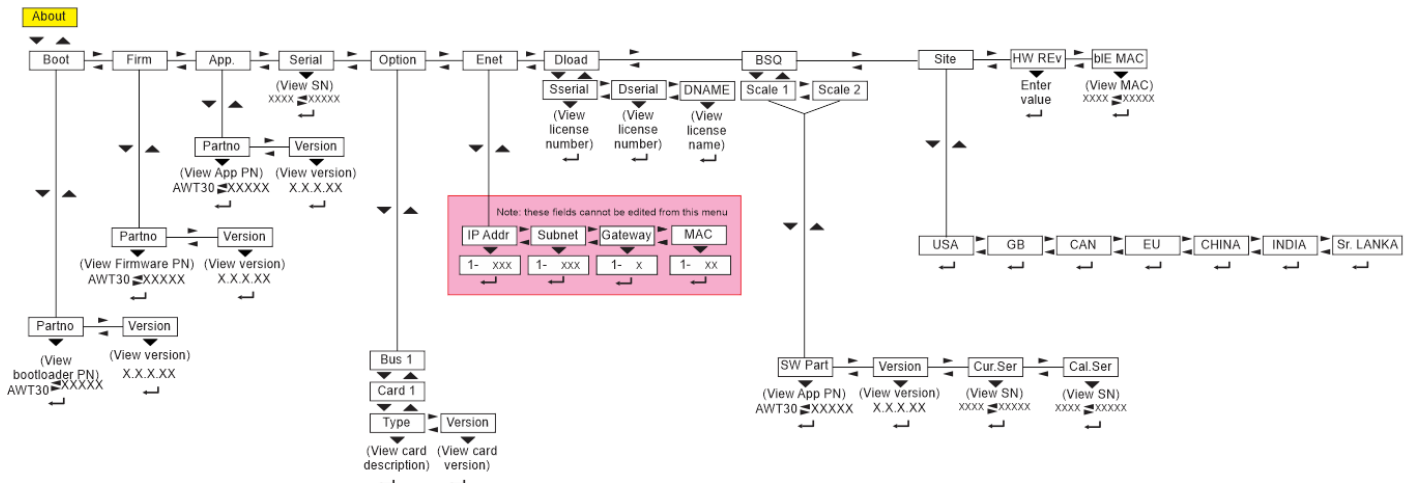 About
Boot Firm App. Serial Option Enet Dload BSQ Site HW REv blE MAC
(View SN)
XXXX XXXXX
Sserial Dserial DNAME
Scale 1 Scale 2
Enter
value
(View MAC)
XXXX XXXXX
(View
license
number)
(View
license
number)
(View
license
name)
Partno Version
(View App PN)
AWT30 XXXXX
(View version)
X.X.X.XX
Note: these fields cannot be edited from this menu
IP Addr Subnet Gateway MAC
1- xxx 1- xxx 1- x 1- xx
Partno Version
(View Firmware PN)
AWT30 XXXXX
(View version)
X.X.X.XX
USA GB CAN EU CHINA INDIA Sr. LANKA
Partno Version
(View
bootloader PN)
AWT30 XXXXX
(View version)
X.X.X.XX
Bus 1
Card 1
Type Version
(View card
description)
(View card
version)
SW Part Version Cur.Ser Cal.Ser
(View App PN)
AWT30 XXXXX
(View version)
X.X.X.XX
(View SN)
XXXX XXXXX
(View SN)
XXXX XXXXX